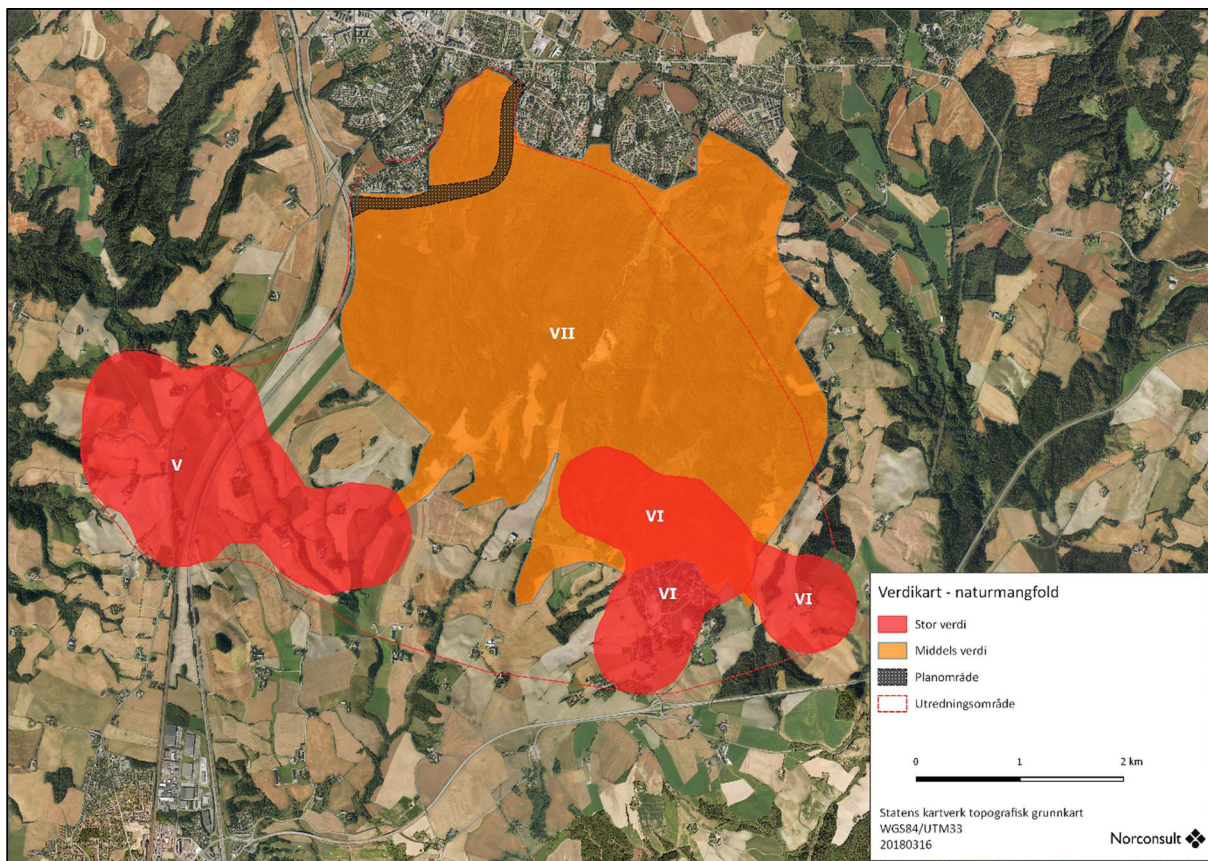 VII
V
VI
VI
VI
Verdikart - naturmangfold
Stor verdi
Middels verdi
Planområde
Utredningsområde
0 1 2 km
Statens kartverk topografisk grunnkart
WGS84/UTM33
20180316
Norconsult